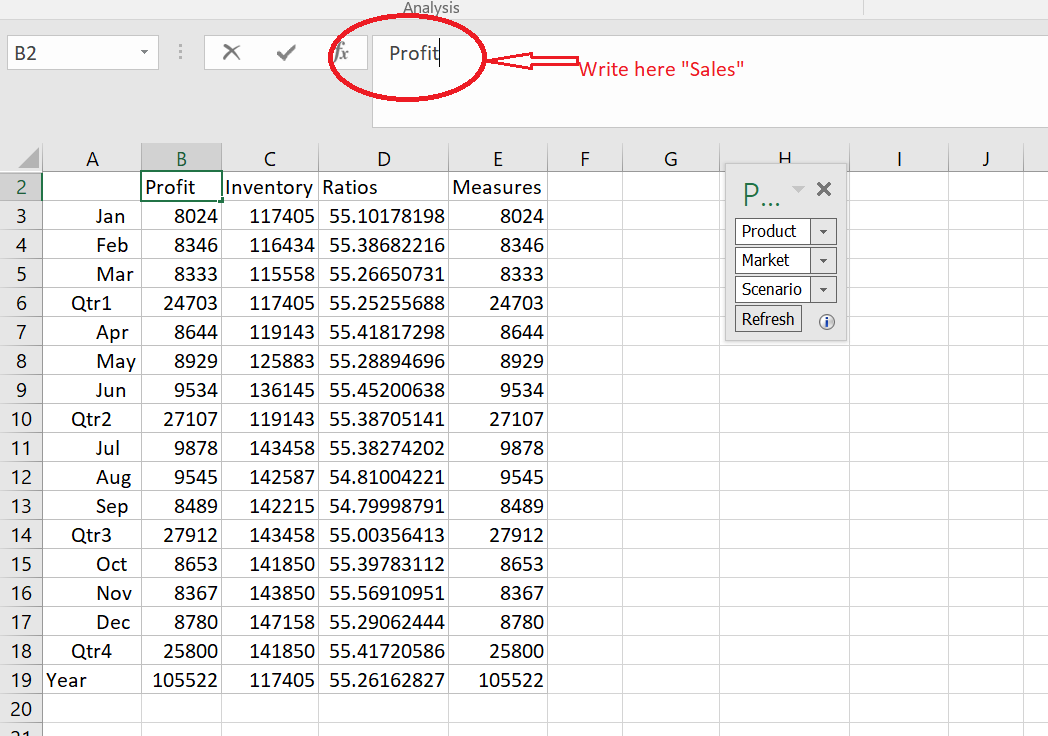 Analysis
B2
fx
Profit
Write here "Sales"
A B C D E F G H I J
2 Profit Inventory Ratios Measures
3 Jan 8024 117405 55.10178198 8024
4 Feb 8346 116434 55.38682216 8346
5 Mar 8333 115558 55.26650731 8333
6 Qtr1 24703 117405 55.25255688 24703
7 Apr 8644 119143 55.41817298 8644
8 May 8929 125883 55.28894696 8929
9 Jun 9534 136145 55.45200638 9534
10 Qtr2 27107 119143 55.38705141 27107
11 Jul 9878 143458 55.38274202 9878
12 Aug 9545 142587 54.81004221 9545
13 Sep 8489 142215 54.79998791 8489
14 Qtr3 27912 143458 55.00356413 27912
15 Oct 8653 141850 55.39783112 8653
16 Nov 8367 143850 55.56910951 8367
17 Dec 8780 147158 55.29062444 8780
18 Qtr4 25800 141850 55.41720586 25800
19 Year 105522 117405 55.26162827 105522
20
21
P...
Product
Market
Scenario
Refresh